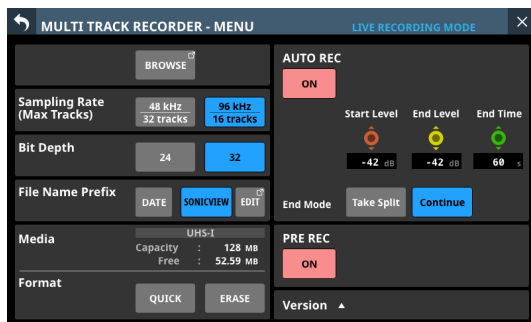 MULTI TRACK RECORDER - MENU
LIVE RECORDING MODE
BROWSE
Sampling Rate
(Max Tracks)
48 kHz
32 tracks
96 kHz
16 tracks
Bit Depth
24
32
File Name Prefix
DATE
SONICVIEW
EDIT
Media
UHS-I
Capacity : 128 MB
Free : 52.59 MB
Format
QUICK
ERASE
AUTO REC
ON
Start Level
End Level
End Time
-42 dB
-42 dB
60 s
End Mode
Take Split
Continue
PRE REC
ON
Version ▲